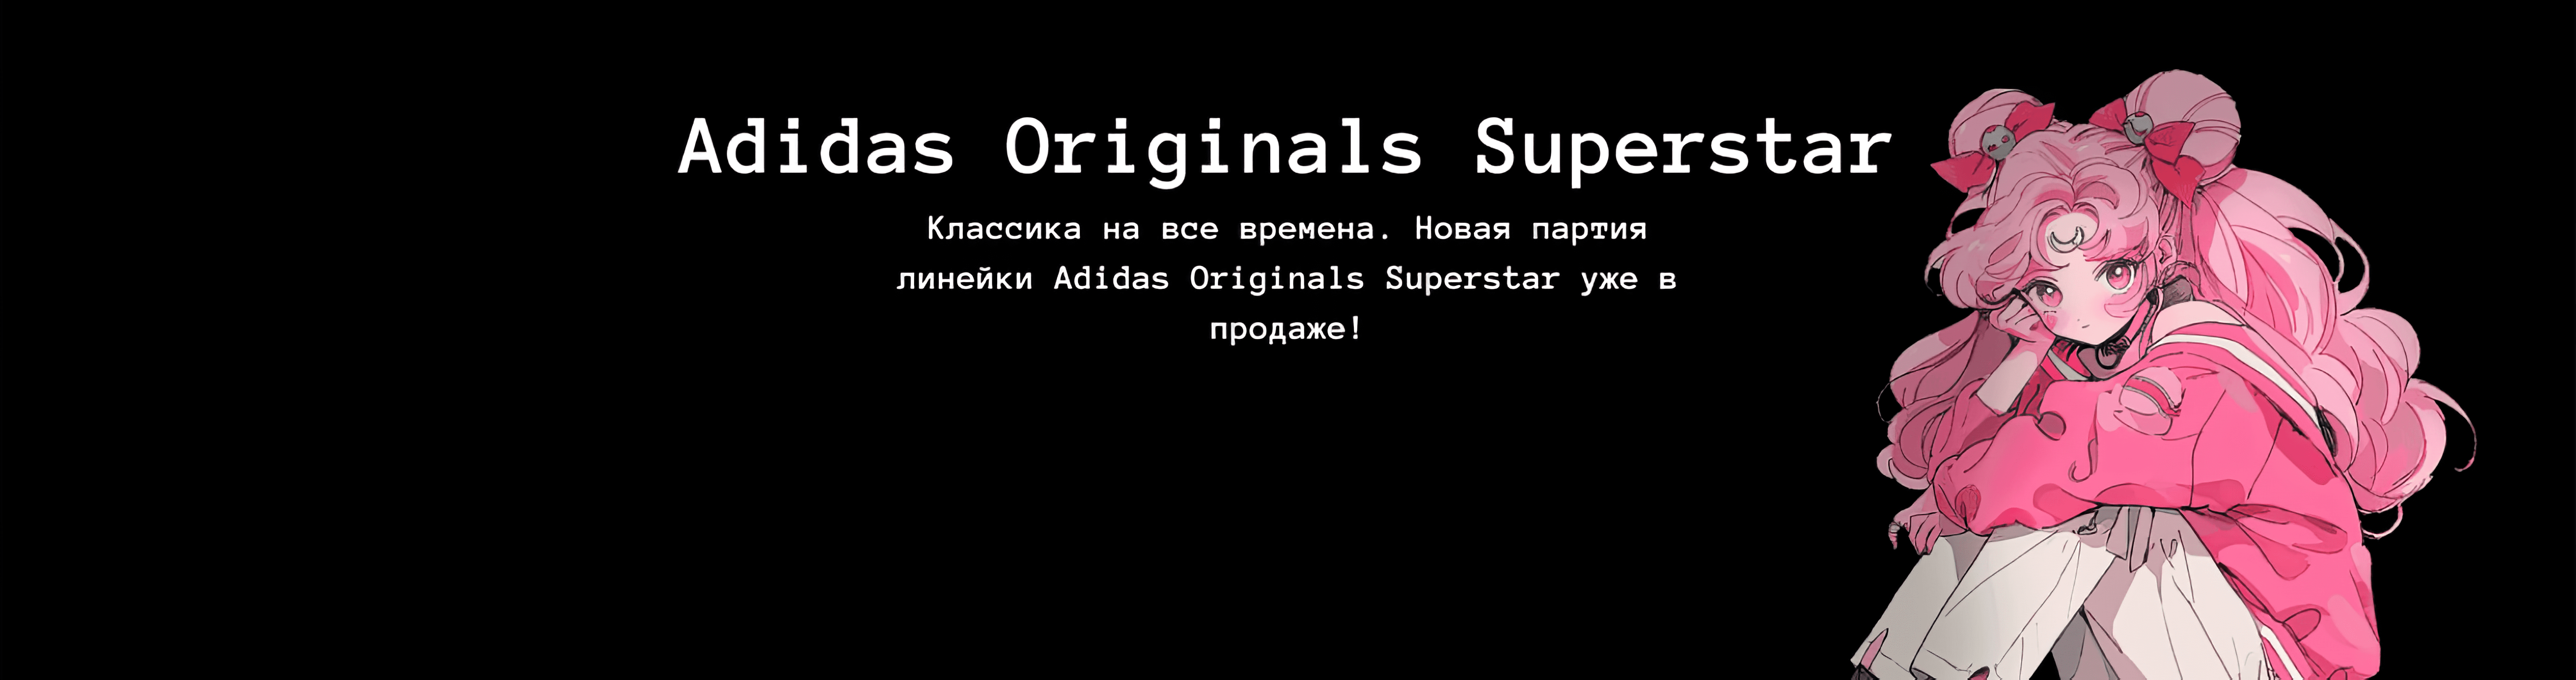 Adidas Originals Superstar
Классика на все времена. Новая партия
линейки Adidas Originals Superstar уже в
продаже!